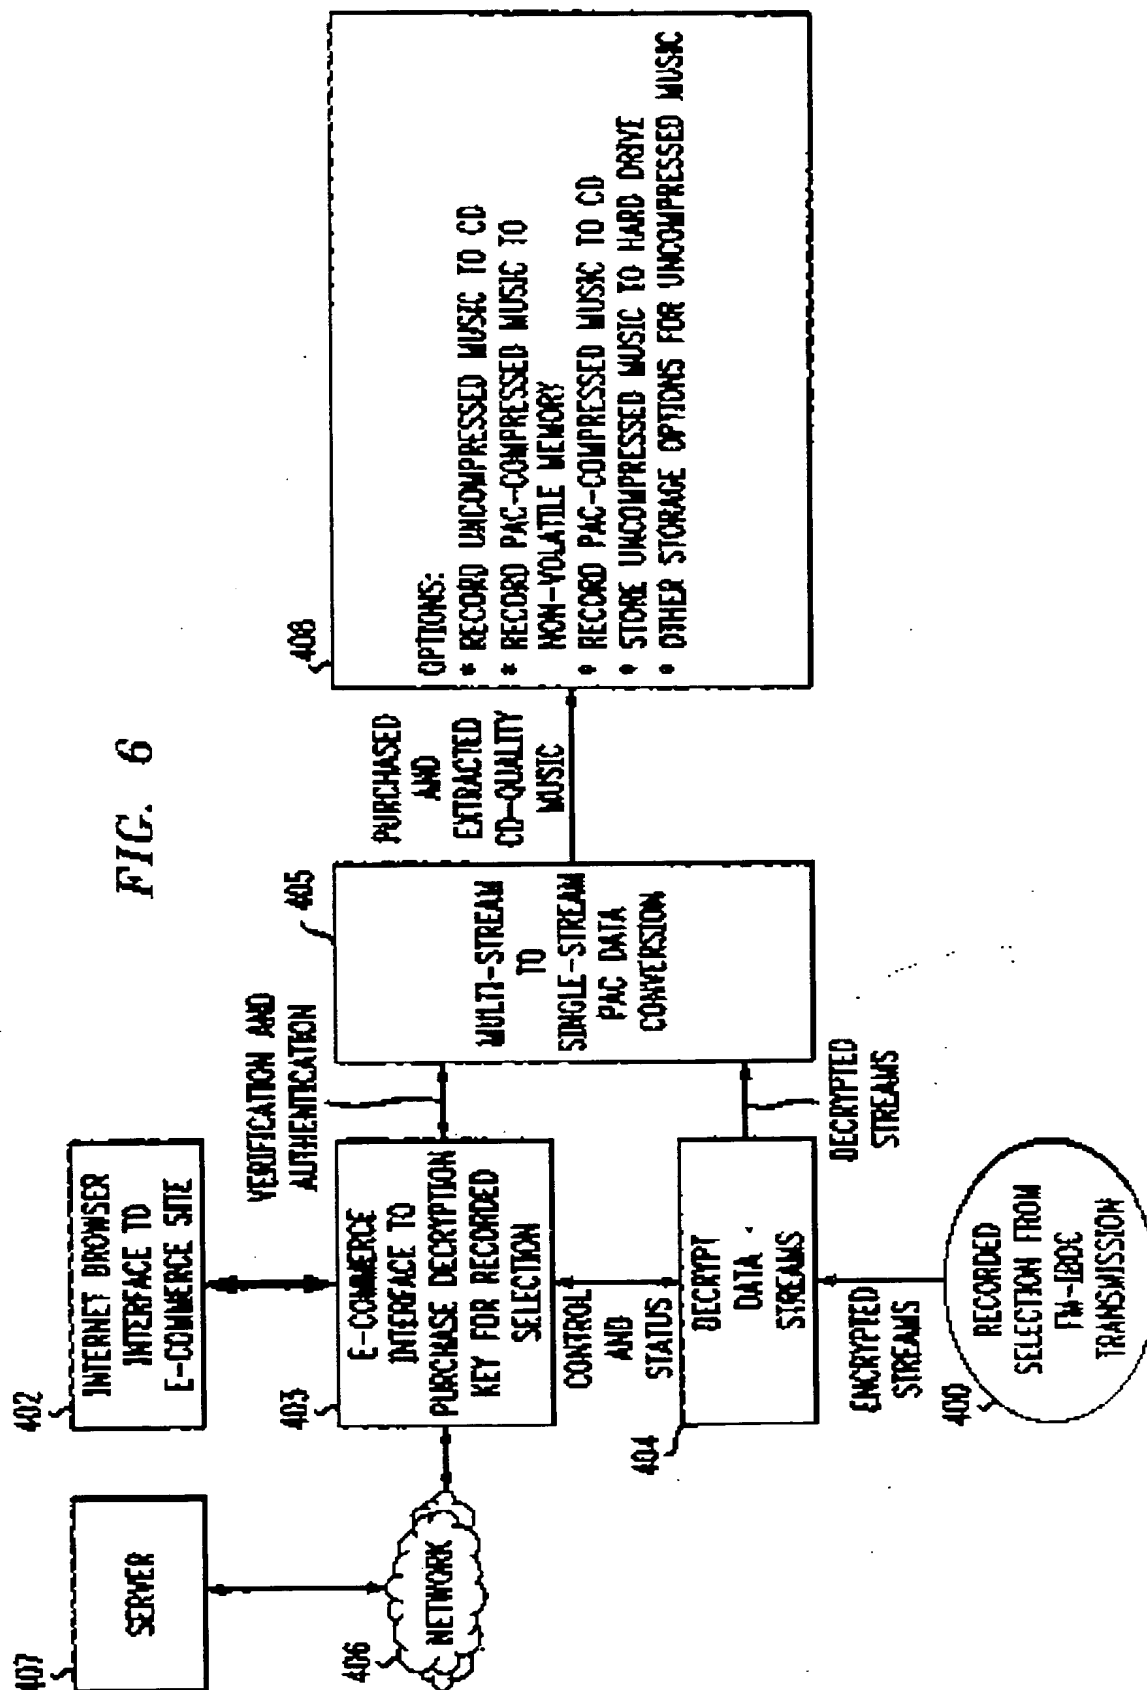 FIG. 6
407
SERVER
402
INTERNET BROWSER
INTERFACE TO
E-COMMERCE SITE
406
NETWORK
403
E-COMMERCE
INTERFACE TO
PURCHASE DECRYPTION
KEY FOR RECORDED
SELECTION
VERIFICATION AND
AUTHENTICATION
CONTROL
AND
STATUS
404
DECRYPT
DATA
STREAMS
ENCRYPTED
STREAMS
400
RECORDED
SELECTION FROM
FM-IBOC
TRANSMISSION
DECRYPTED
STREAMS
405
MULTI-STREAM
TO
SINGLE-STREAM
PAC DATA
CONVERSION
PURCHASED
AND
EXTRACTED
CD-QUALITY
MUSIC
408
OPTIONS:
* RECORD UNCOMPRESSED MUSIC TO CD
* RECORD PAC-COMPRESSED MUSIC TO
NON-VOLATILE MEMORY
• RECORD PAC-COMPRESSED MUSIC TO CD
• STORE UNCOMPRESSED MUSIC TO HARD DRIVE
• OTHER STORAGE OPTIONS FOR UNCOMPRESSED MUSIC